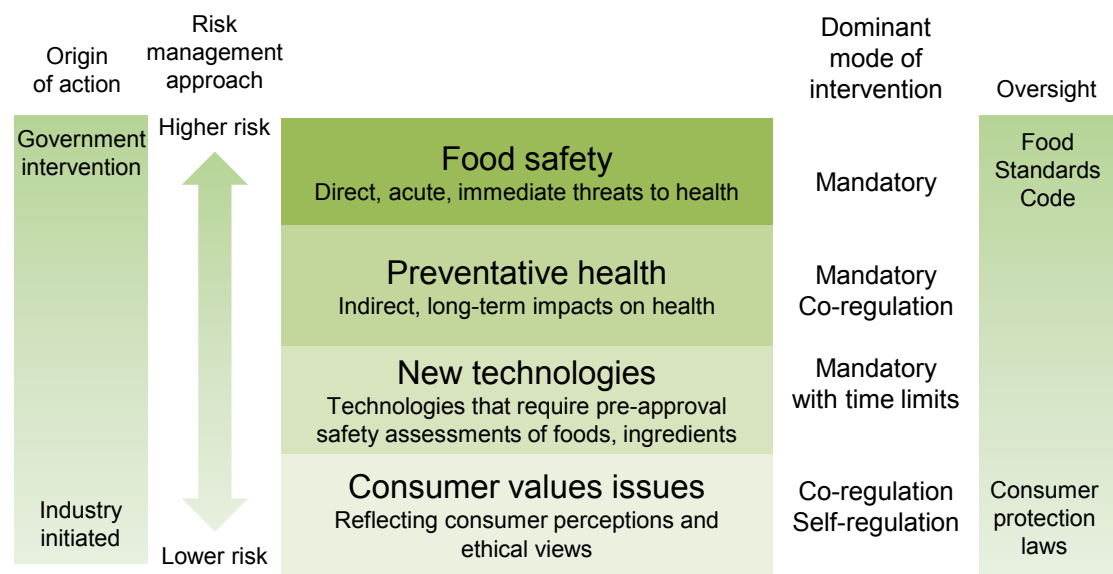 Origin
of action
Risk
management
approach
Dominant
mode of
intervention
Oversight
Government
intervention
Higher risk
Food safety
Direct, acute, immediate threats to health
Mandatory
Food
Standards
Code
Preventative health
Indirect, long-term impacts on health
Mandatory
Co-regulation
New technologies
Technologies that require pre-approval
safety assessments of foods, ingredients
Mandatory
with time limits
Industry
initiated
Lower risk
Consumer values issues
Reflecting consumer perceptions and
ethical views
Co-regulation
Self-regulation
Consumer
protection
laws